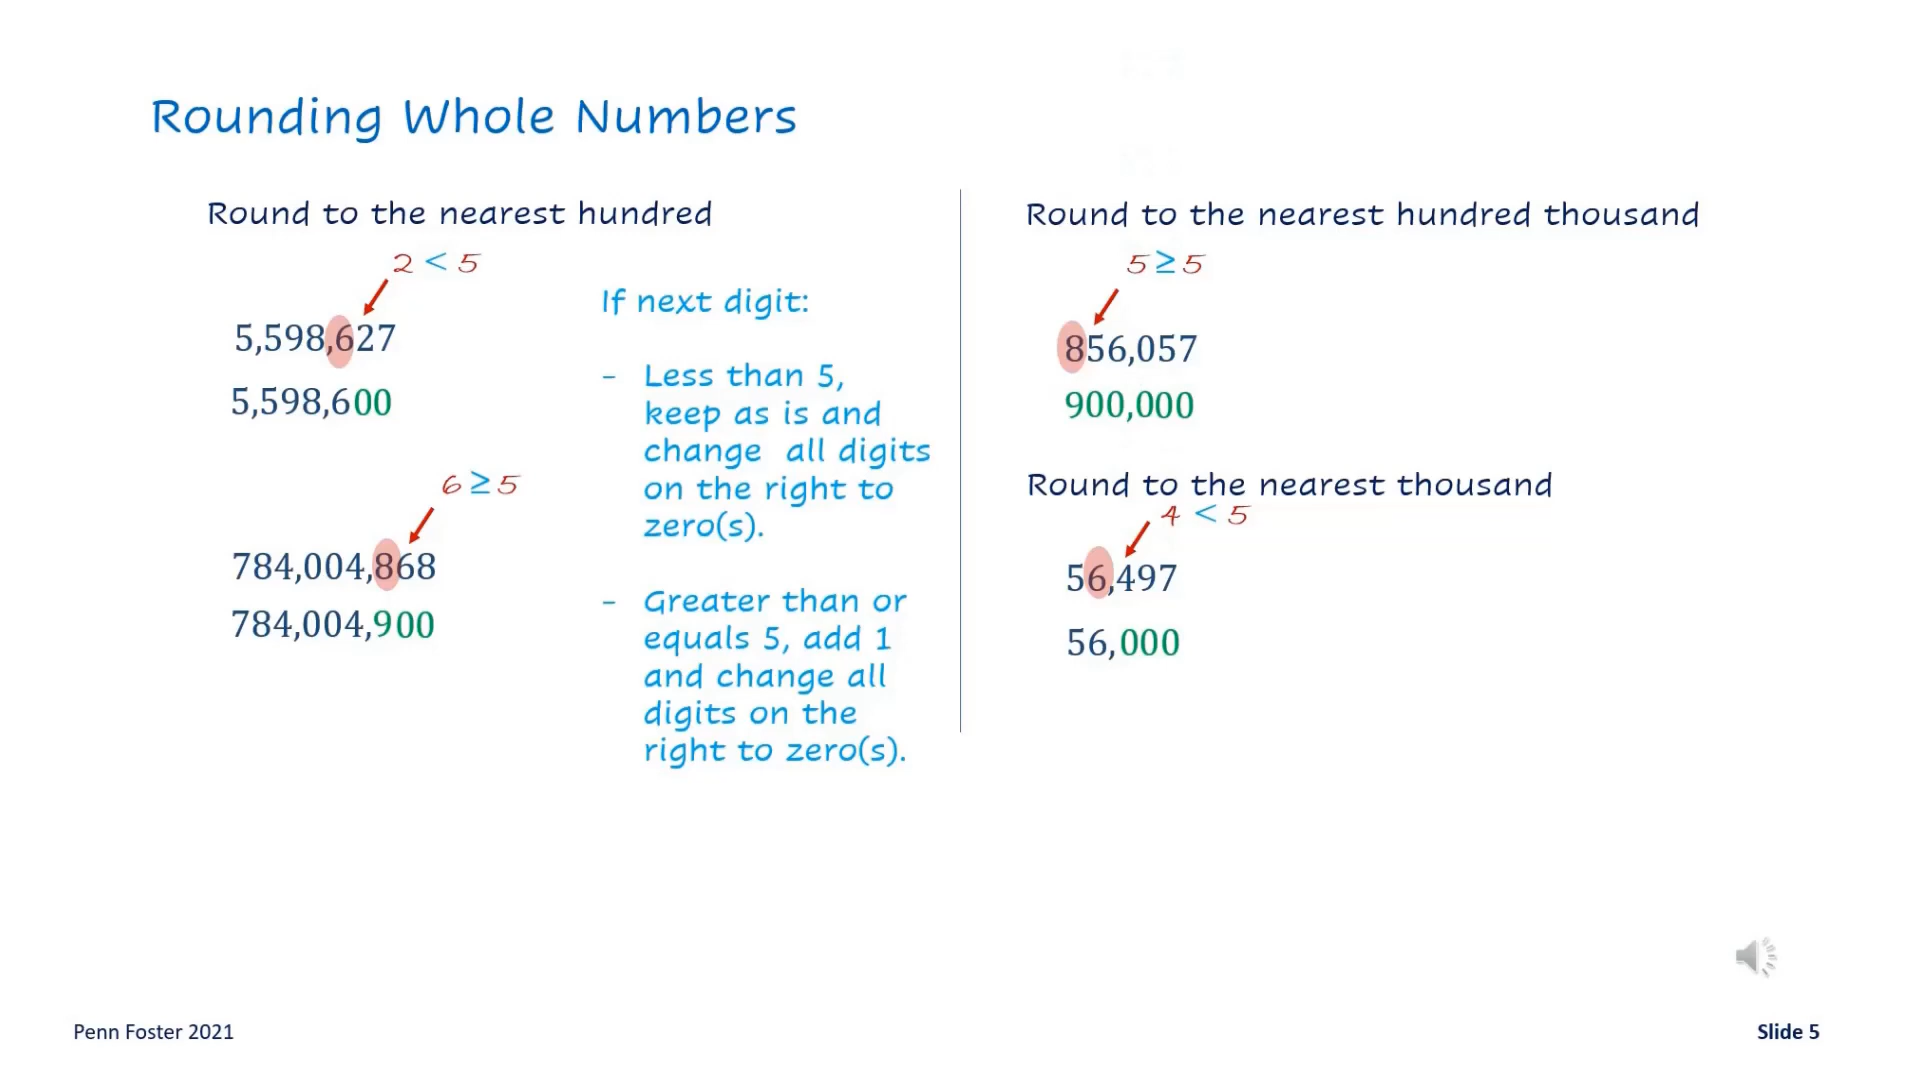 Rounding Whole Numbers
Round to the nearest hundred
2 < 5
5,598,627
5,598,600
6 ≥ 5
784,004,868
784,004,900
If next digit:
- Less than 5,
keep as is and
change all digits
on the right to
zero(s).
- Greater than or
equals 5, add 1
and change all
digits on the
right to zero(s).
Round to the nearest hundred thousand
5 ≥ 5
856,057
900,000
Round to the nearest thousand
4 < 5
56,497
56,000
Penn Foster 2021
Slide 5